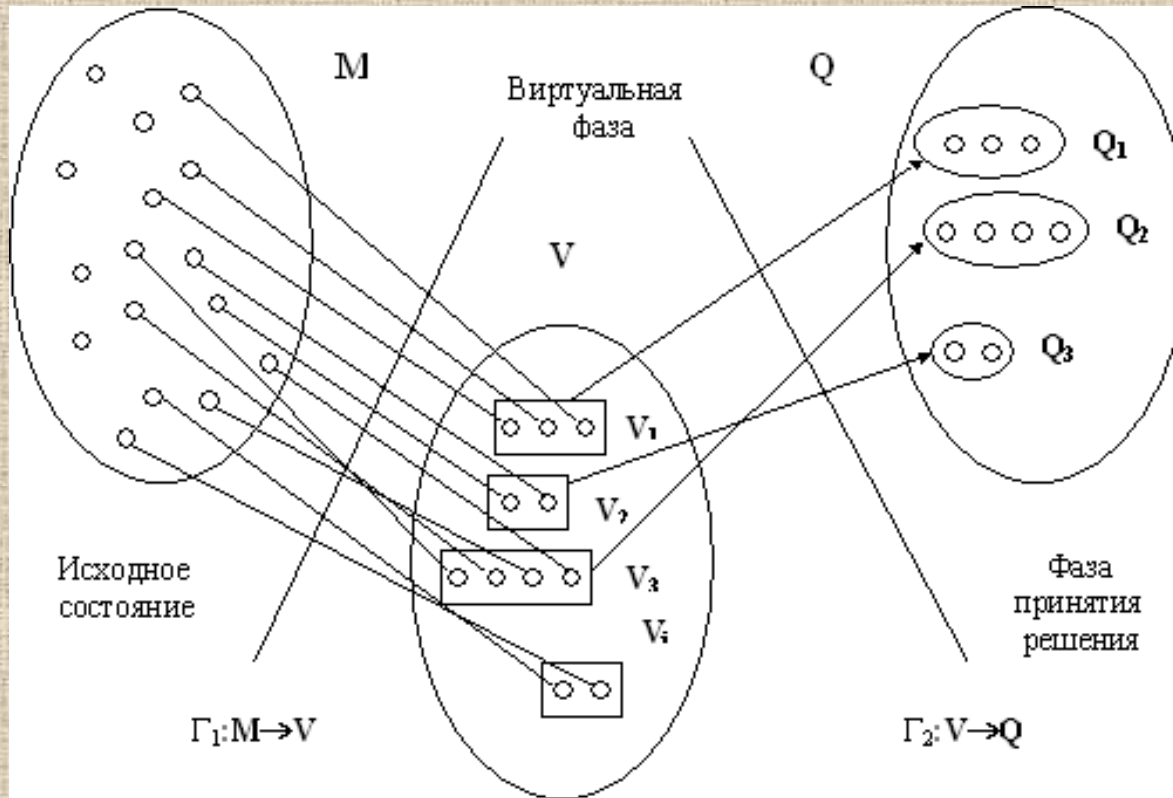 M
Q
Виртуальная
фаза
Q₁
Q₂
V
Q₃
V₁
V₂
V₃
Vᵢ
Исходное
состояние
Фаза
принятия
решения
Γ₁:M→V
Γ₂:V→Q